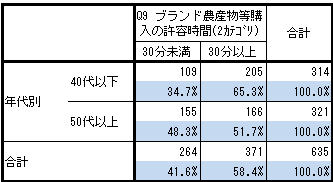 Q9 ブランド農産物等購
入の許容時間(2ｶﾃｺﾞﾘ)
合計
30分未満 30分以上
年代別
40代以下 109 205 314
34.7% 65.3% 100.0%
50代以上 155 166 321
48.3% 51.7% 100.0%
合計 264 371 635
41.6% 58.4% 100.0%